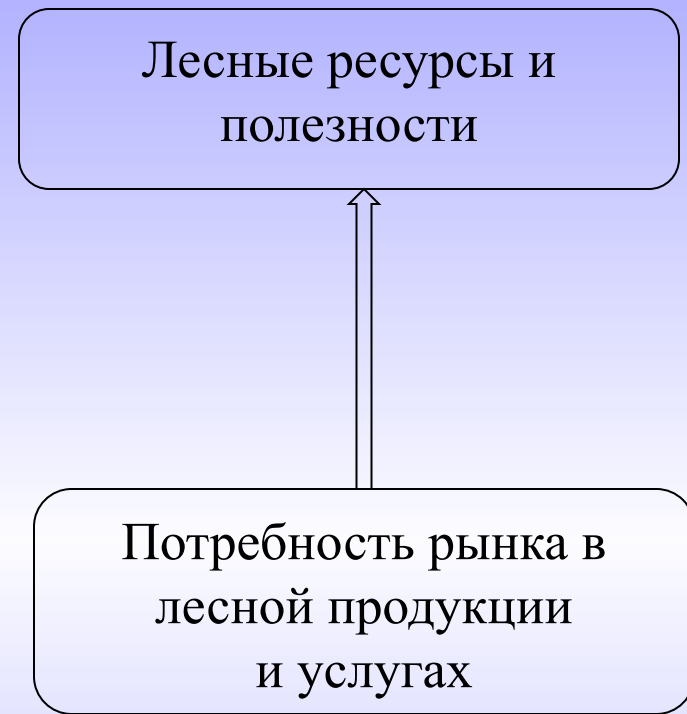 Лесные ресурсы и
полезности
Потребность рынка в
лесной продукции
и услугах